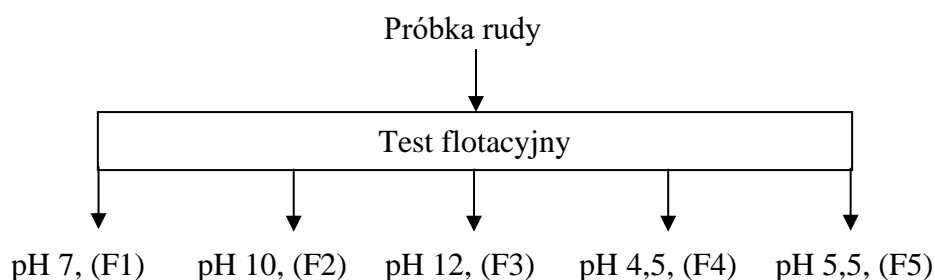 Próbka rudy
Test flotacyjny
pH 7, (F1) pH 10, (F2) pH 12, (F3) pH 4,5, (F4) pH 5,5, (F5)